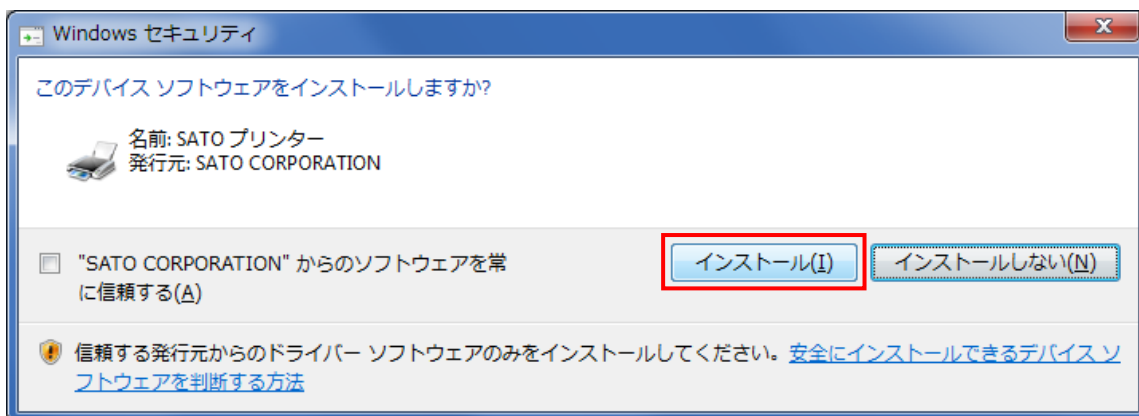 Windows セキュリティ
このデバイス ソフトウェアをインストールしますか?
名前: SATO プリンター
発行元: SATO CORPORATION
"SATO CORPORATION" からのソフトウェアを常
に信頼する(A)
インストール(I)
インストールしない(N)
信頼する発行元からのドライバー ソフトウェアのみをインストールしてください。安全にインストールできるデバイス ソ
フトウェアを判断する方法